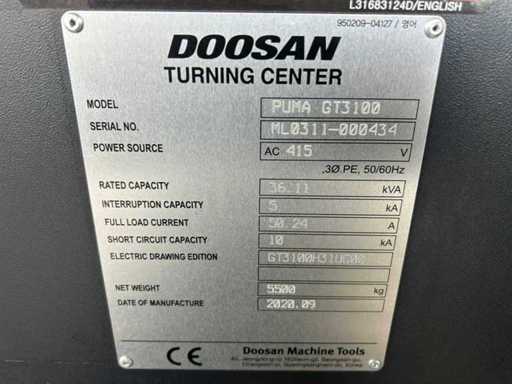 L31683124D/ENGLISH
950209-04127 / 영어
DOOSAN
TURNING CENTER
MODEL PUMA GT3100
SERIAL NO. ML0311-000434
POWER SOURCE AC 415 V
,3Ø.PE, 50/60Hz
RATED CAPACITY 36.11 kVA
INTERRUPTION CAPACITY 5 kA
FULL LOAD CURRENT 50.24 A
SHORT CIRCUIT CAPACITY 10 kA
ELECTRIC DRAWING EDITION
NET WEIGHT 5500 kg
DATE OF MANUFACTURE 2020.09
CE Doosan Machine Tools